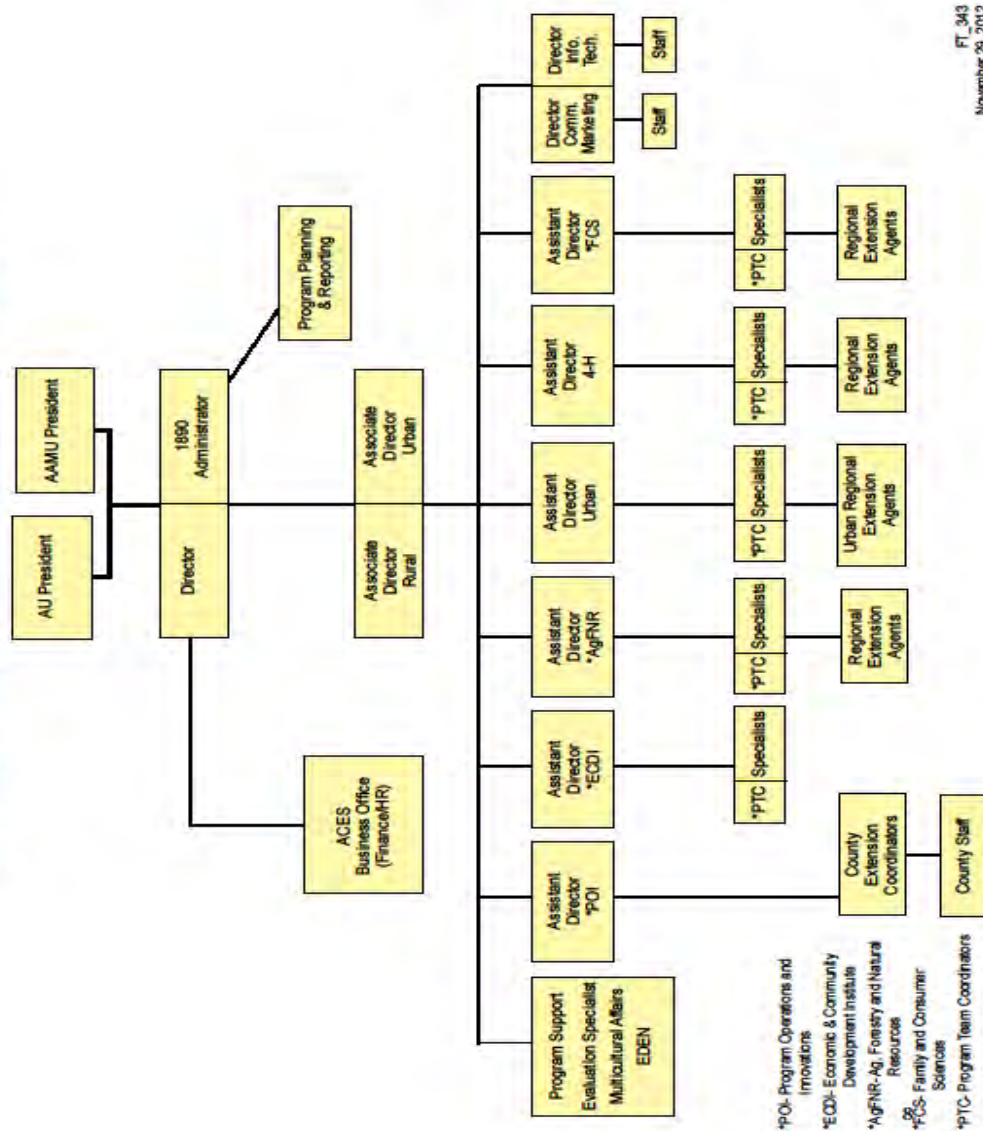 AU President
AAMU President
Director
1890
Administrator
Program Planning
& Reporting
ACES
Business Office
(Finance/HR)
Associate
Director
Rural
Associate
Director
Urban
Program Support
Evaluation Specialist
Multicultural Affairs
EDEN
Assistant
Director
*POI
Assistant
Director
*ECDI
Assistant
Director
*AgFNR
Assistant
Director
Urban
Assistant
Director
4-H
Assistant
Director
*FCS
Director
Comm.
Marketing
Director
Info.
Tech.
Staff
Staff
*PTC Specialists
*PTC Specialists
*PTC Specialists
*PTC Specialists
*PTC Specialists
County
Extension
Coordinators
Regional
Extension
Agents
Urban Regional
Extension
Agents
Regional
Extension
Agents
Regional
Extension
Agents
County Staff
*POI- Program Operations and
Innovations
*ECDI- Economic & Community
Development Institute
*AgFNR- Ag, Forestry and Natural
Resources
*FCS- Family and Consumer
Sciences
*PTC- Program Team Coordinators
FT_343
November 29, 2012